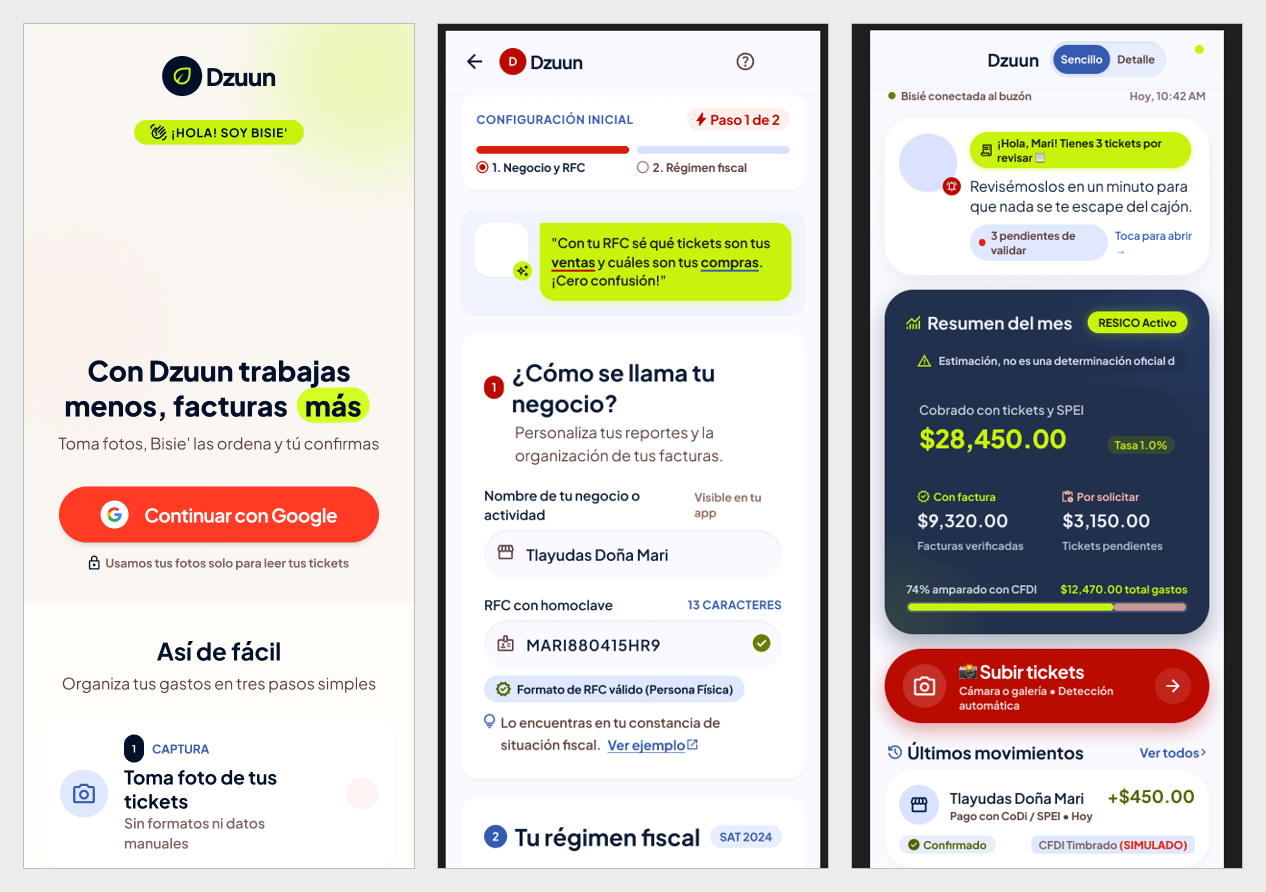 Dzuun
¡HOLA! SOY BISIE'
Con Dzuun trabajas
menos, facturas más
Toma fotos, Bisie' las ordena y tú confirmas
Continuar con Google
Usamos tus fotos solo para leer tus tickets
Así de fácil
Organiza tus gastos en tres pasos simples
1 CAPTURA
Toma foto de tus
tickets
Sin formatos ni datos
manuales
D Dzuun
CONFIGURACIÓN INICIAL
Paso 1 de 2
1. Negocio y RFC
2. Régimen fiscal
"Con tu RFC sé qué tickets son tus
ventas y cuáles son tus compras.
¡Cero confusión!"
1
¿Cómo se llama tu
negocio?
Personaliza tus reportes y la
organización de tus facturas.
Nombre de tu negocio o
actividad
Visible en tu
app
Tlayudas Doña Mari
RFC con homoclave
13 CARACTERES
MARI880415HR9
Formato de RFC válido (Persona Física)
Lo encuentras en tu constancia de
situación fiscal. Ver ejemplo
2 Tu régimen fiscal
SAT 2024
Dzuun
Sencillo
Detalle
Bisié conectada al buzón
Hoy, 10:42 AM
¡Hola, Mari! Tienes 3 tickets por
revisar
Revisémoslos en un minuto para
que nada se te escape del cajón.
3 pendientes de
validar
Toca para abrir
→
Resumen del mes
RESICO Activo
Estimación, no es una determinación oficial d
Cobrado con tickets y SPEI
$28,450.00
Tasa 1.0%
Con factura
$9,320.00
Facturas verificadas
Por solicitar
$3,150.00
Tickets pendientes
74% amparado con CFDI
$12,470.00 total gastos
Subir tickets
Cámara o galería • Detección
automática
Últimos movimientos
Ver todos
Tlayudas Doña Mari
+$450.00
Pago con CoDi / SPEI • Hoy
Confirmado
CFDI Timbrado (SIMULADO)